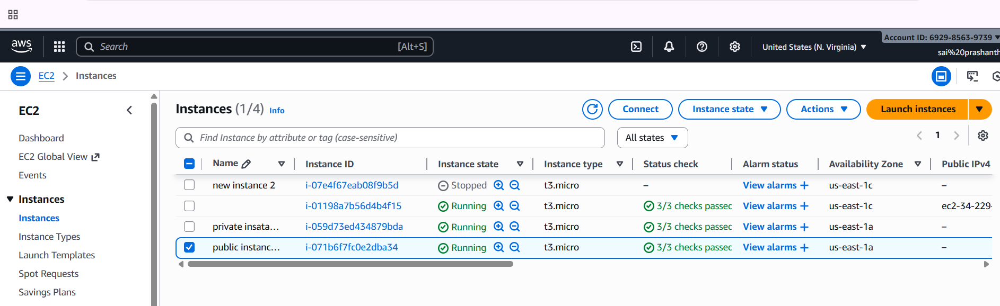 aws
Search [Alt+S]
United States (N. Virginia)
Account ID: 6929-8563-9739
sai%20prashanth
EC2 Instances
EC2
Dashboard
EC2 Global View
Events
Instances
Instances
Instance Types
Launch Templates
Spot Requests
Savings Plans
Instances (1/4) Info
Connect
Instance state
Actions
Launch instances
Find Instance by attribute or tag (case-sensitive)
All states
1
Name Instance ID Instance state Instance type Status check Alarm status Availability Zone Public IPv4
new instance 2 i-07e4f67eab08f9b5d Stopped t3.micro – View alarms + us-east-1c –
i-01198a7b56d4b4f15 Running t3.micro 3/3 checks passed View alarms + us-east-1c ec2-34-229-
private insata... i-059d73ed434879bda Running t3.micro 3/3 checks passed View alarms + us-east-1a –
public instanc... i-071b6f7fc0e2dba34 Running t3.micro 3/3 checks passed View alarms + us-east-1a –